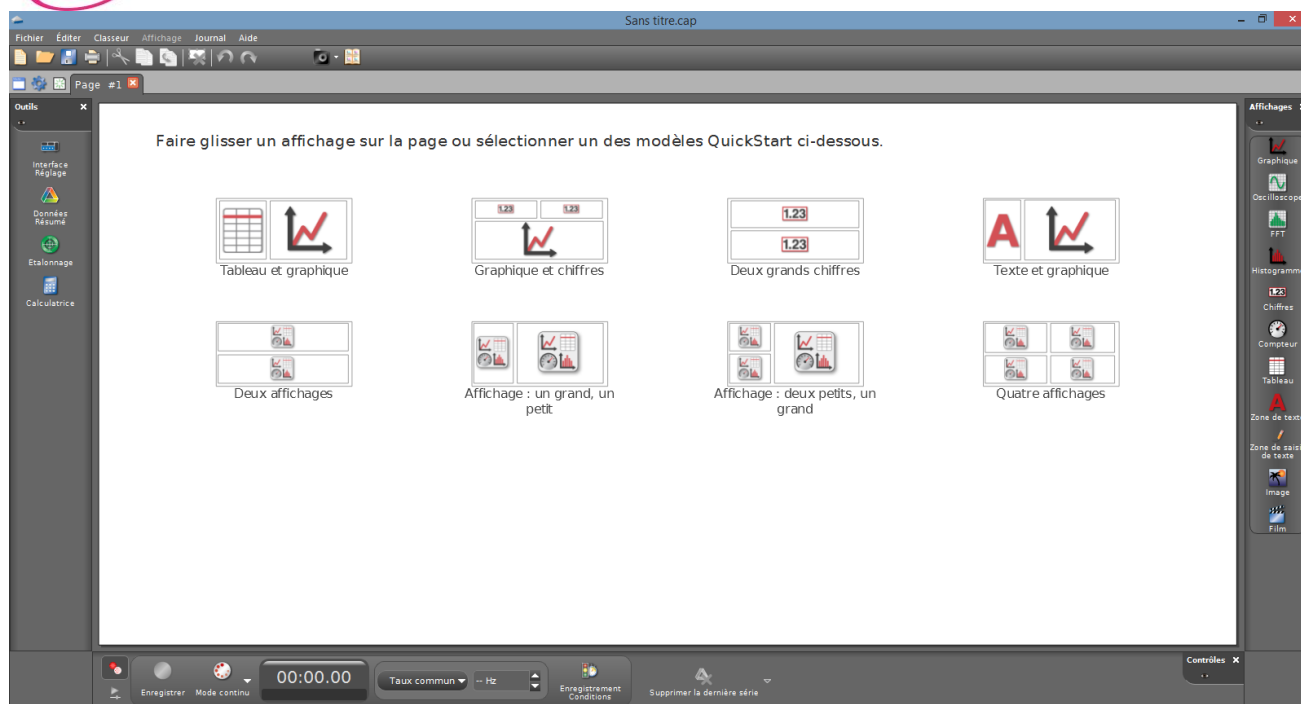 Sans titre.cap
Fichier Éditer Classeur Affichage Journal Aide
Page #1
Outils
Affichages
Faire glisser un affichage sur la page ou sélectionner un des modèles QuickStart ci-dessous.
Interface
Réglage
Données
Résumé
Etalonnage
Calculatrice
1.23 1.23
1.23
1.23
A
Tableau et graphique
Graphique et chiffres
Deux grands chiffres
Texte et graphique
Deux affichages
Affichage : un grand, un
petit
Affichage : deux petits, un
grand
Quatre affichages
Graphique
Oscilloscope
FFT
Histogramm
1.23
Chiffres
Compteur
Tableau
A
Zone de text
Zone de sais
de texte
Image
Film
Contrôles
Enregistrer
Mode continu
00:00.00
Taux commun
-- Hz
Enregistrement
Conditions
Supprimer la dernière série